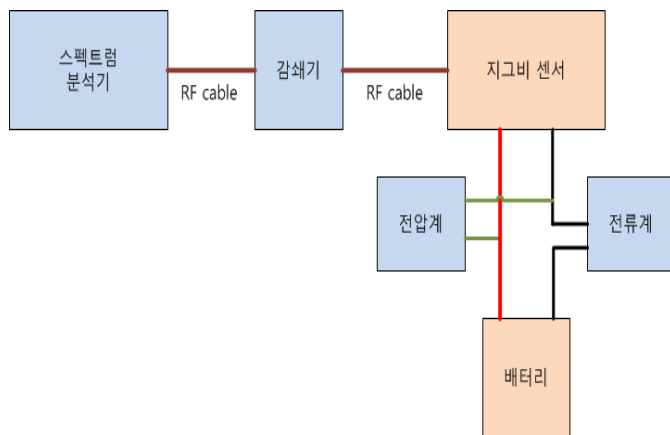 스펙트럼
분석기
RF cable
감쇄기
RF cable
지그비 센서
전압계
전류계
배터리